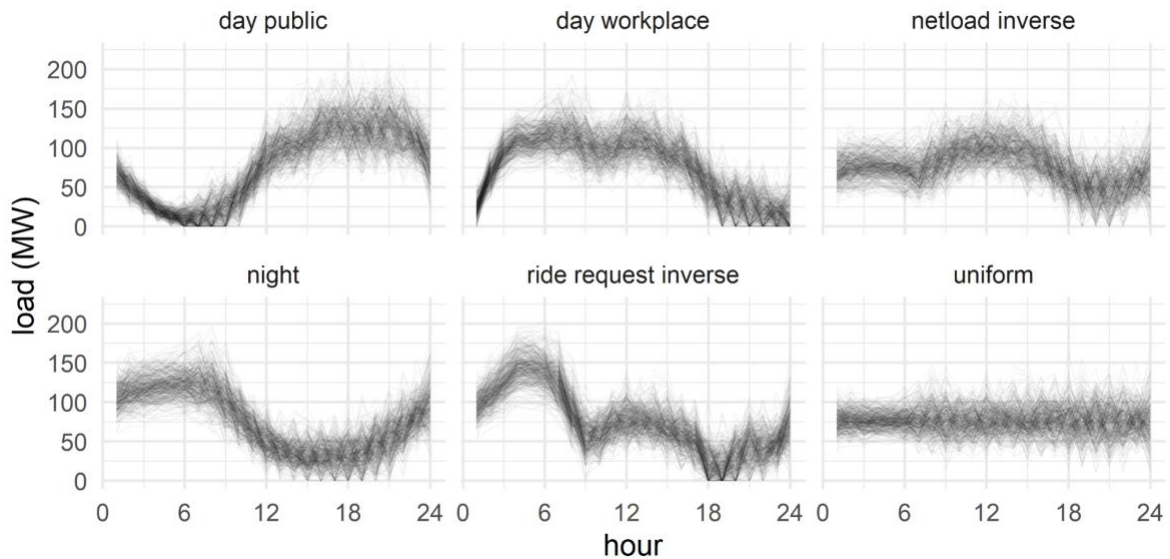 day public day workplace netload inverse
200
150
100
50
0
night ride request inverse uniform
200
150
100
50
0
load (MW)
0 6 12 18 24 0 6 12 18 24 0 6 12 18 24
hour